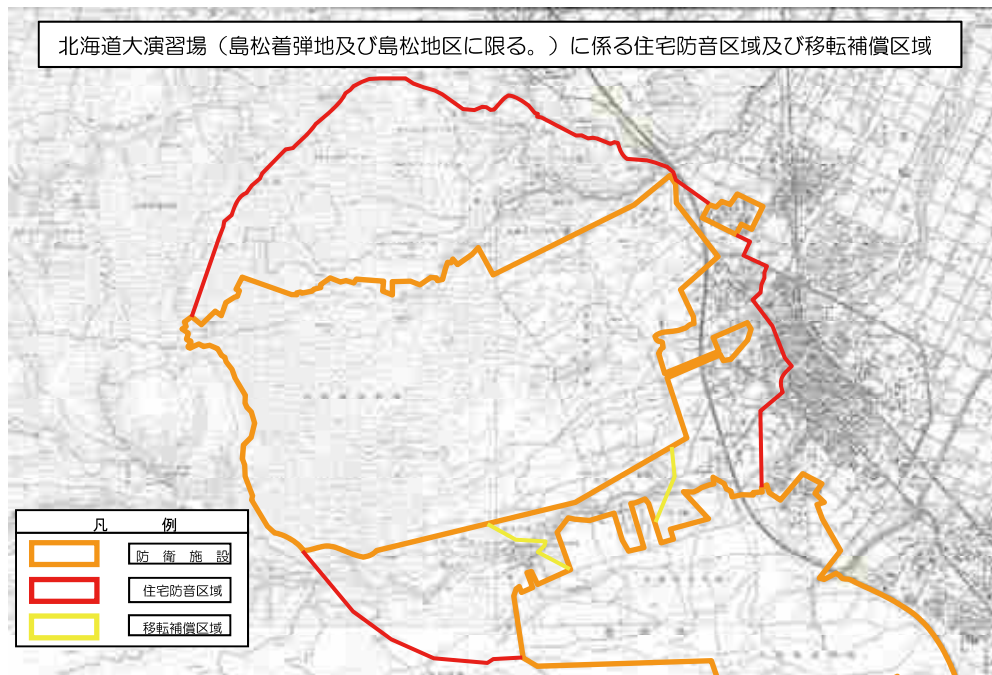 北海道大演習場（島松着弾地及び島松地区に限る。）に係る住宅防音区域及び移転補償区域
凡 例
防 衛 施 設
住宅防音区域
移転補償区域